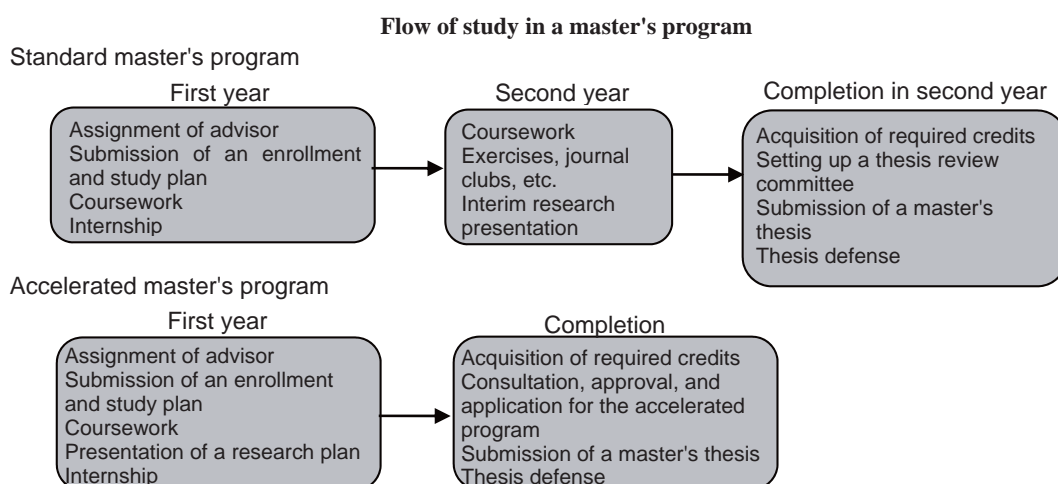 Flow of study in a master's program
Standard master's program
First year
Assignment of advisor
Submission of an enrollment
and study plan
Coursework
Internship
Second year
Coursework
Exercises, journal
clubs, etc.
Interim research
presentation
Completion in second year
Acquisition of required credits
Setting up a thesis review
committee
Submission of a master's
thesis
Thesis defense
Accelerated master's program
First year
Assignment of advisor
Submission of an enrollment
and study plan
Coursework
Presentation of a research plan
Internship
Completion
Acquisition of required credits
Consultation, approval, and
application for the accelerated
program
Submission of a master's thesis
Thesis defense